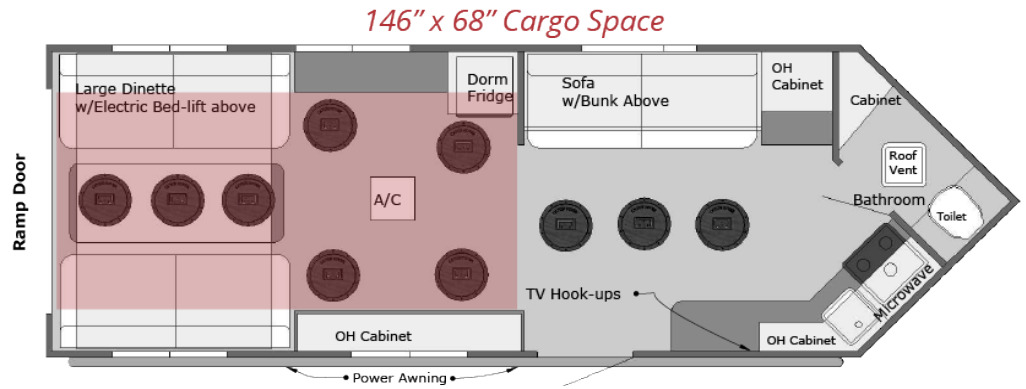 146” x 68” Cargo Space
Large Dinette
w/Electric Bed-lift above
Dorm
Fridge
Sofa
w/Bunk Above
OH
Cabinet
Cabinet
Ramp Door
A/C
Roof
Vent
Bathroom
Toilet
Microwave
TV Hook-ups
OH Cabinet
OH Cabinet
Power Awning